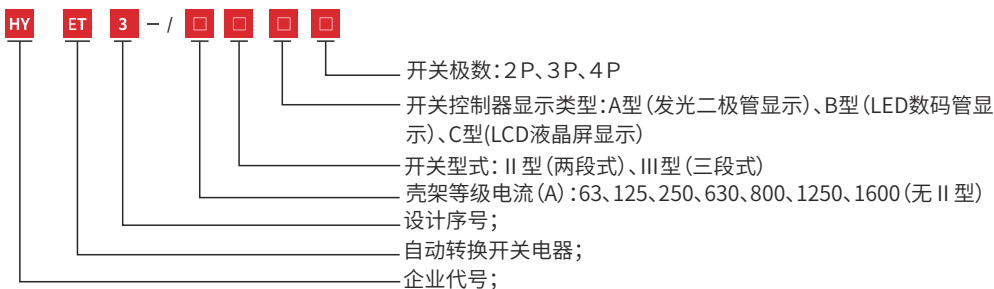 HY ET 3 - / □ □ □ □
开关极数:2P、3P、4P
开关控制器显示类型:A型(发光二极管显示)、B型(LED数码管显
示)、C型(LCD液晶屏显示)
开关型式:II型(两段式)、III型(三段式)
壳架等级电流(A):63、125、250、630、800、1250、1600(无II型)
设计序号;
自动转换开关电器;
企业代号;